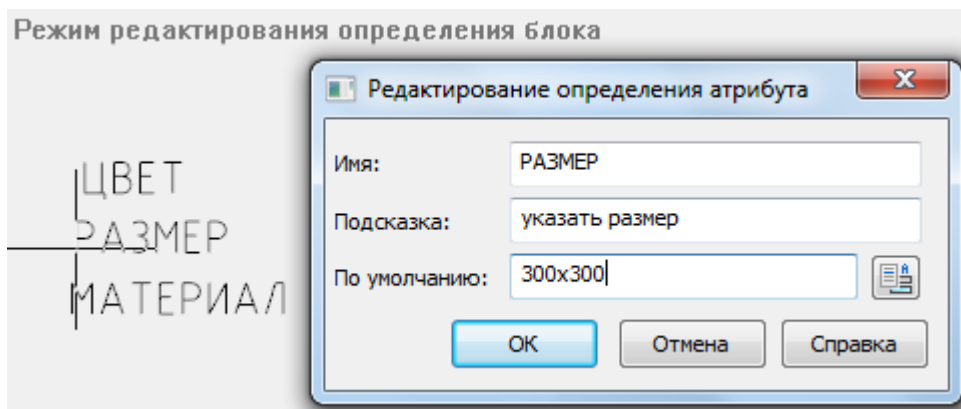 Режим редактирования определения блока
Редактирование определения атрибута
ЦВЕТ
РАЗМЕР
МАТЕРИАЛ
Имя: РАЗМЕР
Подсказка: указать размер
По умолчанию: 300x300
ОК Отмена Справка